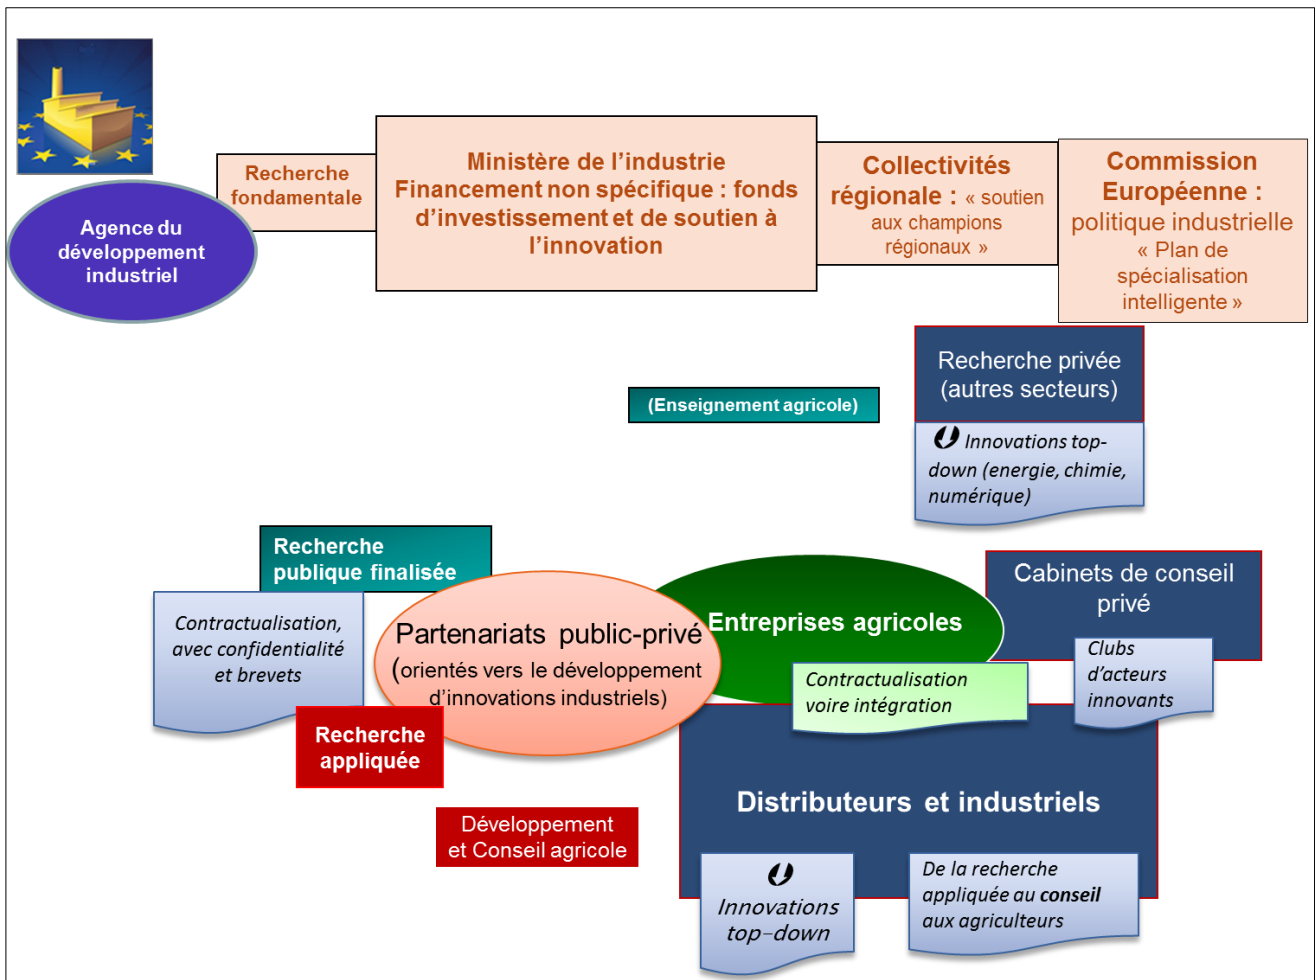 Agence du
développement
industriel
Recherche
fondamentale
Ministère de l’industrie
Financement non spécifique : fonds
d’investissement et de soutien à
l’innovation
Collectivités
régionale : « soutien
aux champions
régionaux »
Commission
Européenne :
politique industrielle
« Plan de
spécialisation
intelligente »
Recherche privée
(autres secteurs)
Innovations top-
down (energie, chimie,
numérique)
(Enseignement agricole)
Recherche
publique finalisée
Contractualisation,
avec confidentialité
et brevets
Partenariats public-privé
(orientés vers le développement
d’innovations industriels)
Recherche
appliquée
Entreprises agricoles
Contractualisation
voire intégration
Cabinets de conseil
privé
Clubs
d’acteurs
innovants
Développement
et Conseil agricole
Distributeurs et industriels
Innovations
top-down
De la recherche
appliquée au conseil
aux agriculteurs